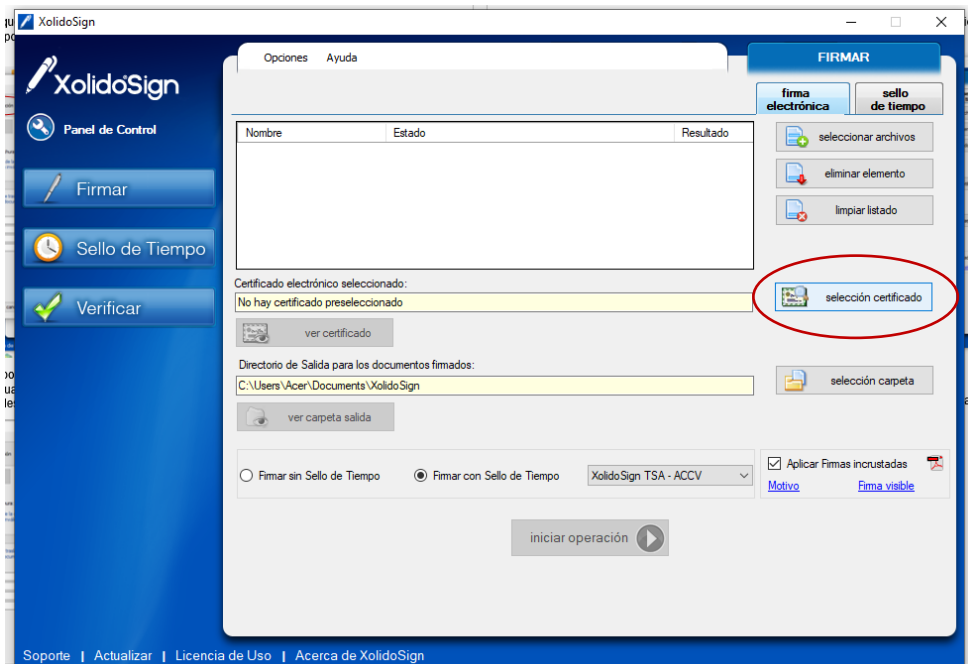 XolidoSign
Opciones Ayuda
FIRMAR
XolidoSign
firma
electrónica
sello
de tiempo
Panel de Control
Nombre Estado Resultado
seleccionar archivos
eliminar elemento
Firmar
limpiar listado
Sello de Tiempo
Certificado electrónico seleccionado:
No hay certificado preseleccionado
selección certificado
Verificar
ver certificado
Directorio de Salida para los documentos firmados:
C:\Users\Acer\Documents\XolidoSign
selección carpeta
ver carpeta salida
Firmar sin Sello de Tiempo Firmar con Sello de Tiempo XolidoSign TSA - ACCV
Aplicar Firmas incrustadas
Motivo Firma visible
iniciar operación
Soporte | Actualizar | Licencia de Uso | Acerca de XolidoSign